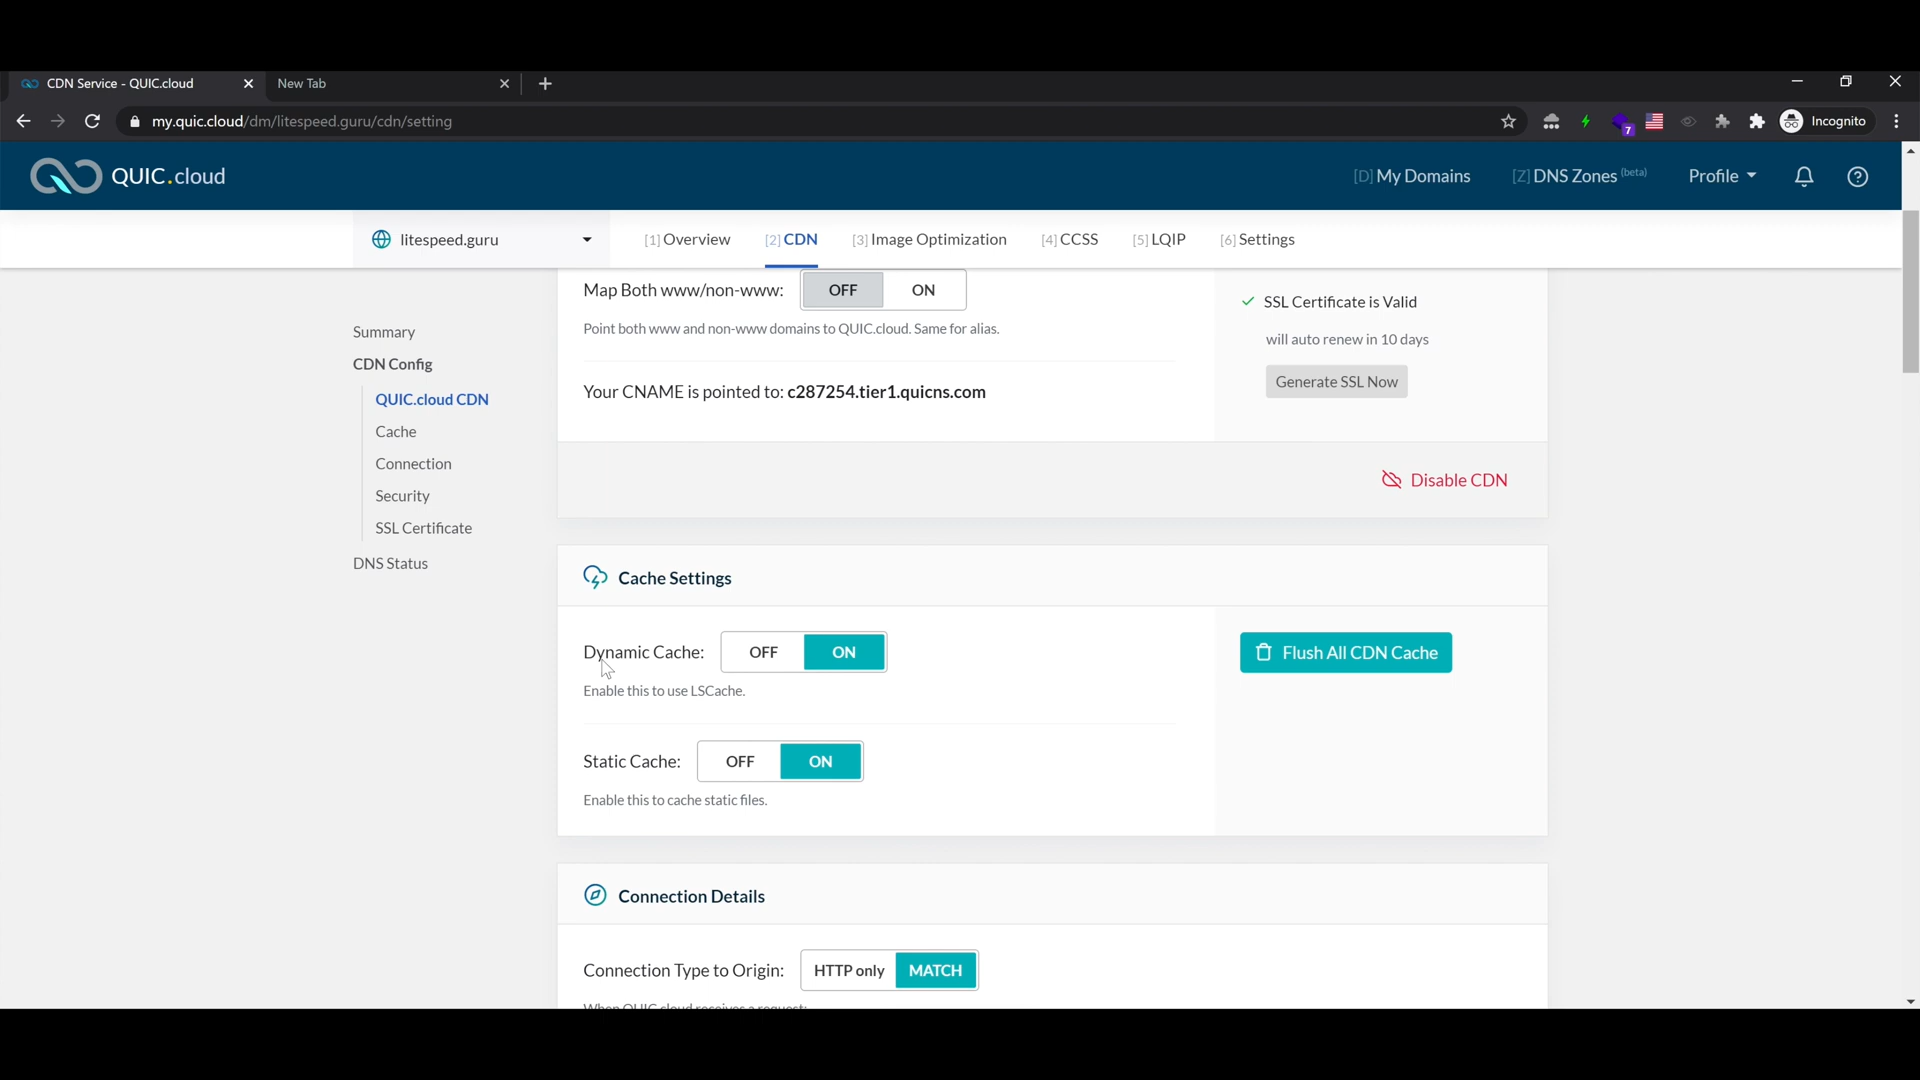 CDN Service - QUIC.cloud
New Tab
my.quic.cloud/dm/litespeed.guru/cdn/setting
7
Incognito
QUIC.cloud
[D] My Domains
[Z] DNS Zones (beta)
Profile
litespeed.guru
[1] Overview
[2] CDN
[3] Image Optimization
[4] CCSS
[5] LQIP
[6] Settings
Summary
CDN Config
QUIC.cloud CDN
Cache
Connection
Security
SSL Certificate
DNS Status
Map Both www/non-www: OFF ON
Point both www and non-www domains to QUIC.cloud. Same for alias.
Your CNAME is pointed to: c287254.tier1.quicns.com
SSL Certificate is Valid
will auto renew in 10 days
Generate SSL Now
Disable CDN
Cache Settings
Dynamic Cache: OFF ON
Enable this to use LSCache.
Flush All CDN Cache
Static Cache: OFF ON
Enable this to cache static files.
Connection Details
Connection Type to Origin: HTTP only MATCH
When QUIC.cloud receives a request: